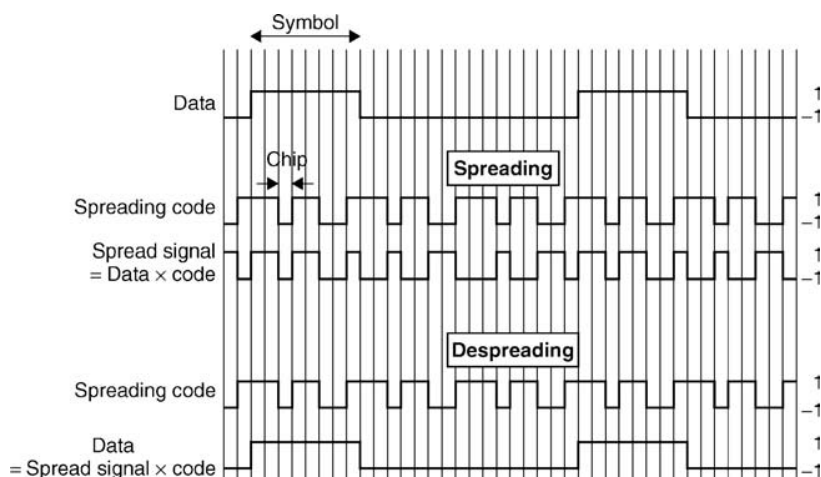 Symbol
Data
1
−1
Chip
Spreading
Spreading code
1
−1
Spread signal
= Data × code
1
−1
Despreading
Spreading code
1
−1
Data
= Spread signal × code
1
−1